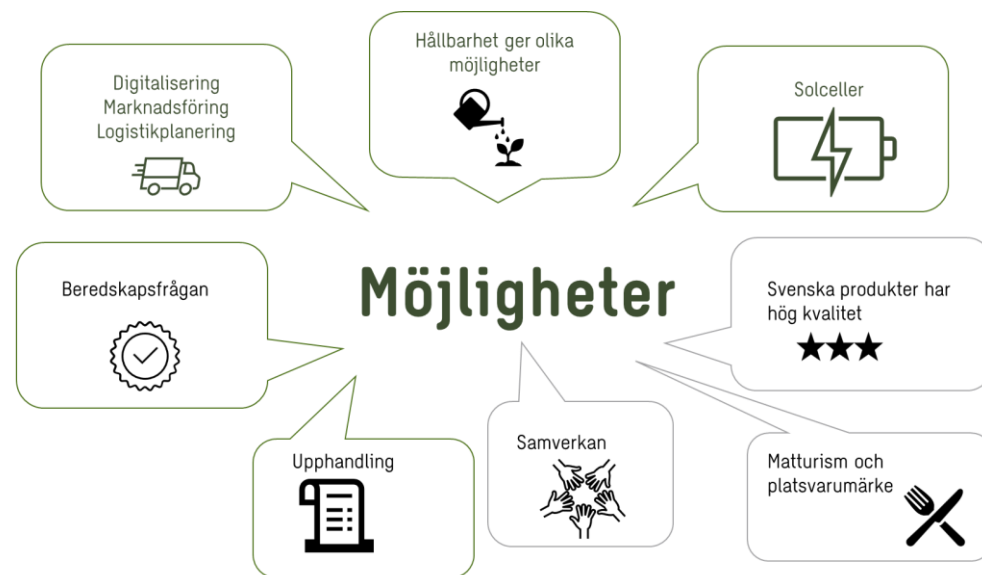 Digitalisering
Marknadsföring
Logistikplanering
Hållbarhet ger olika
möjligheter
Solceller
Beredskapsfrågan
Möjligheter
Svenska produkter har
hög kvalitet
Upphandling
Samverkan
Matturism och
platsvarumärke